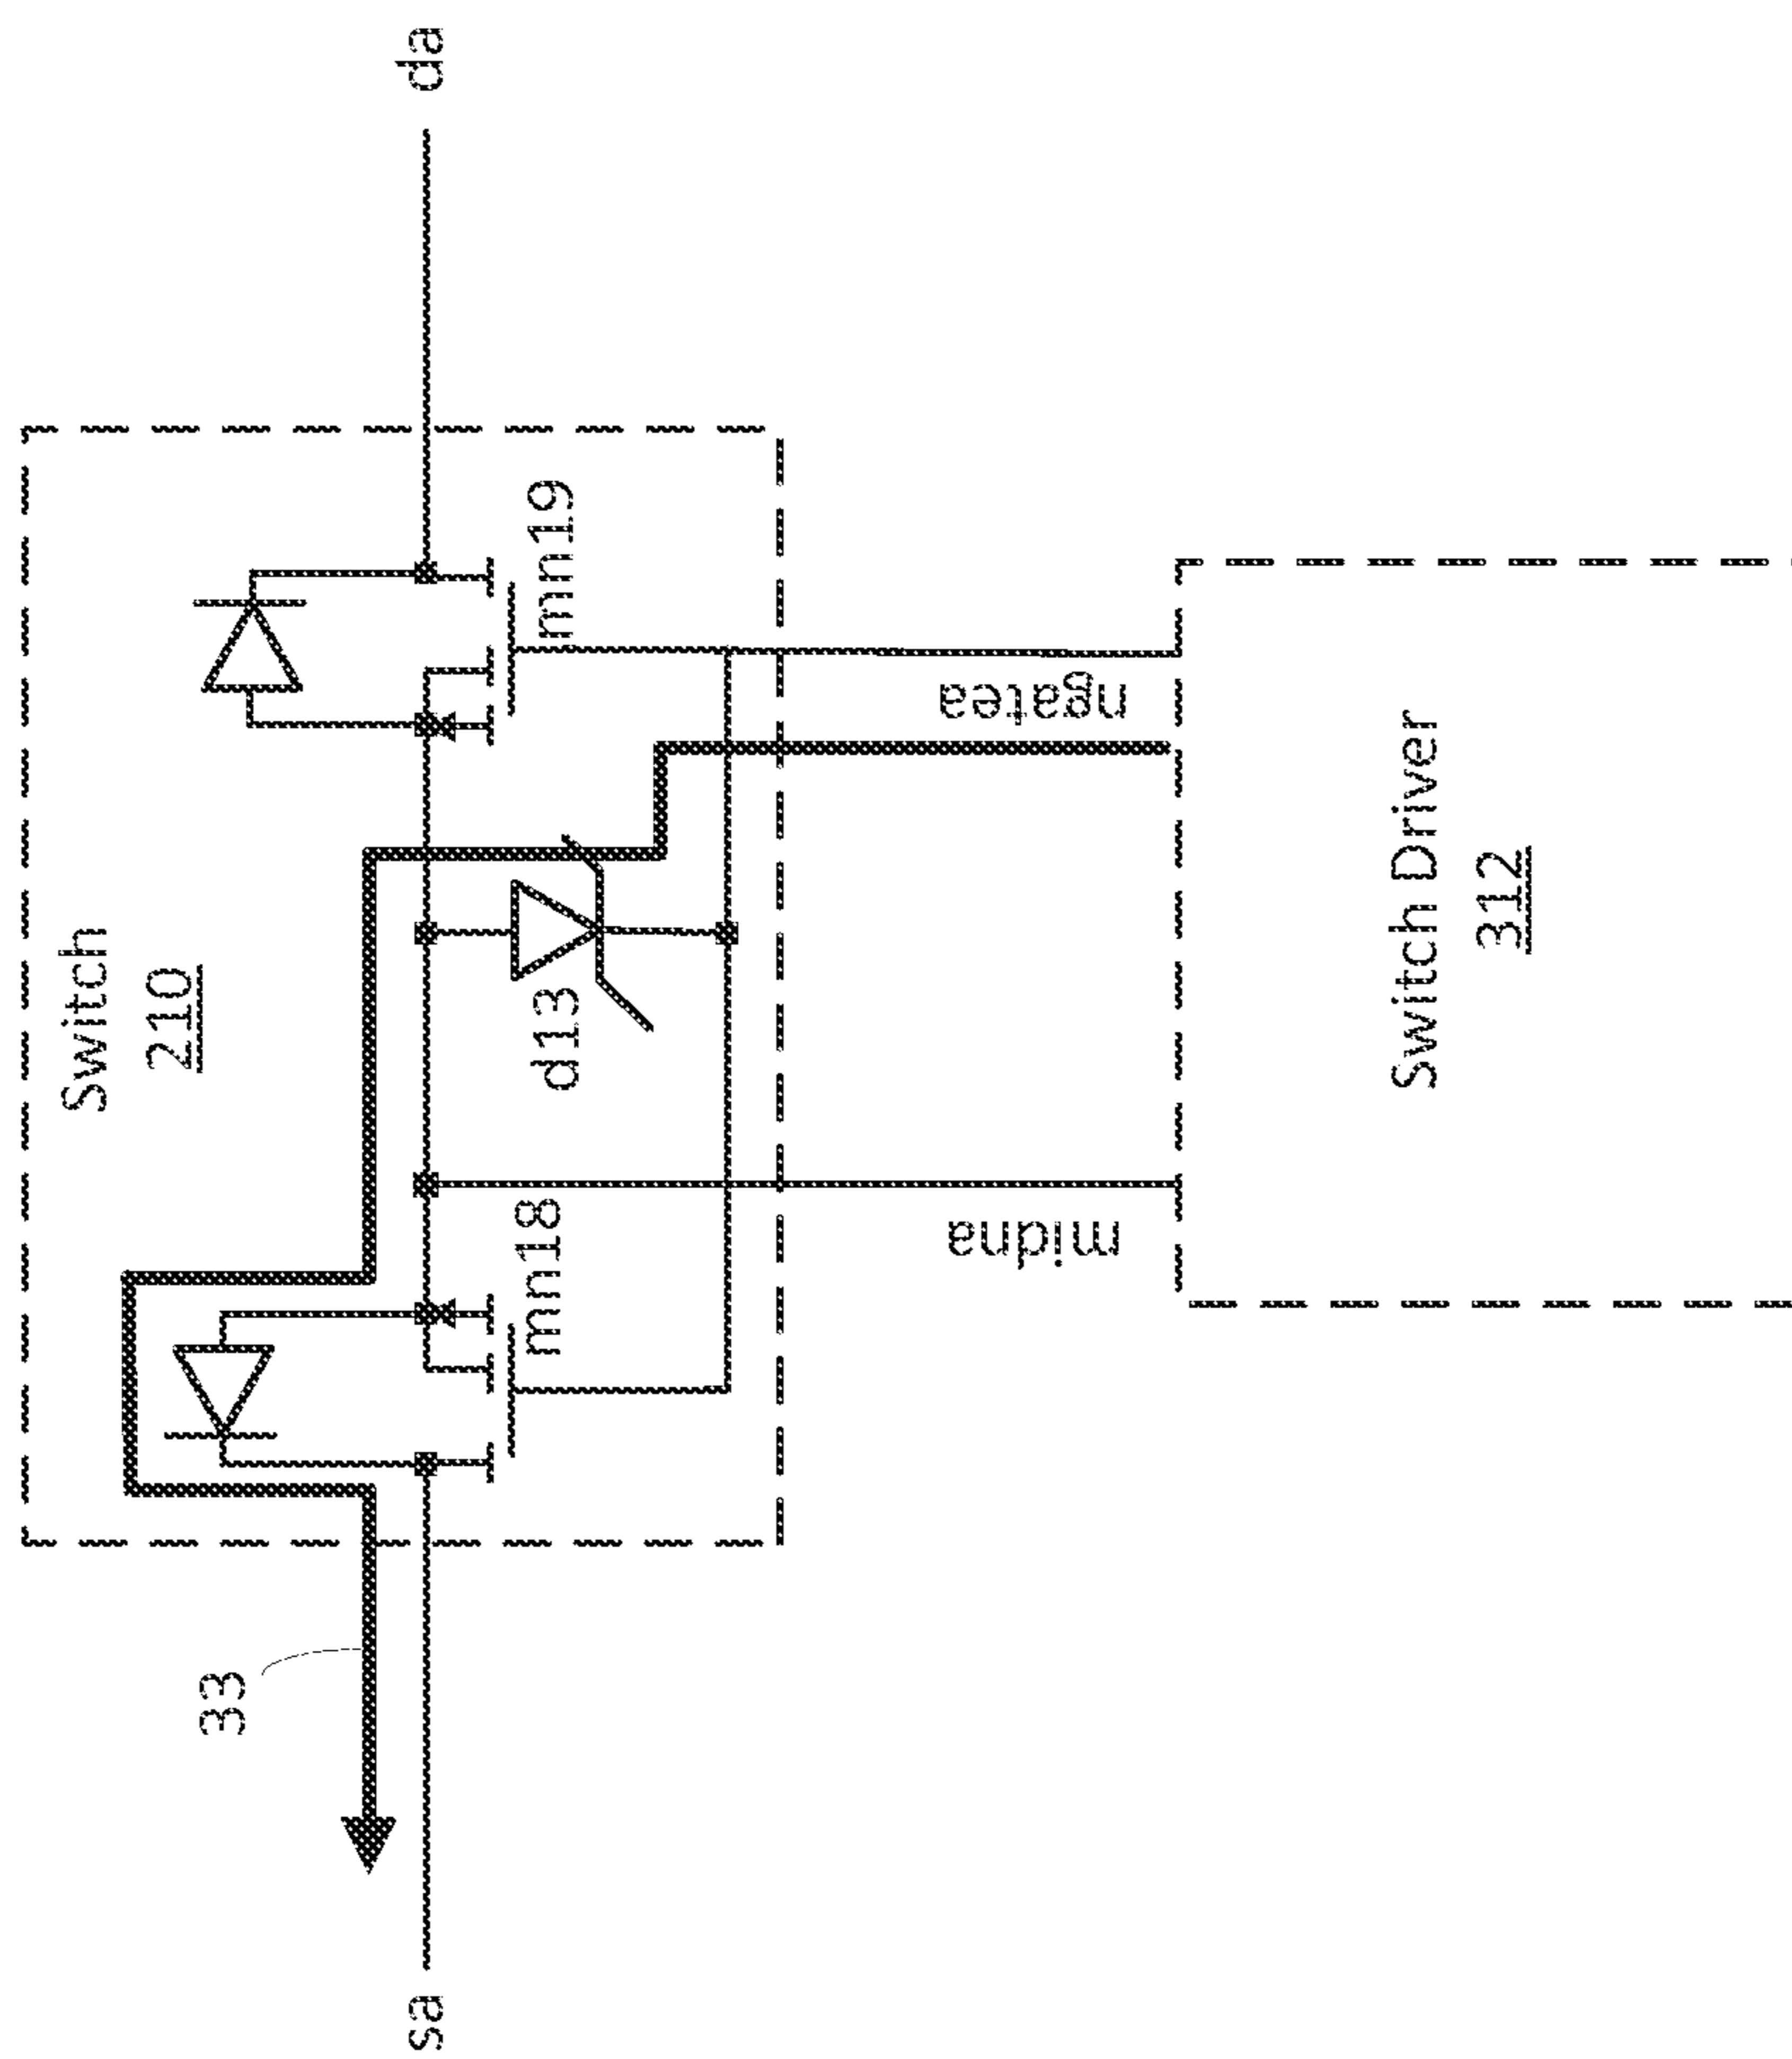 Switch
210
33
sa
da
mn18
mn19
d13
midna
ngatea
Switch Driver
312